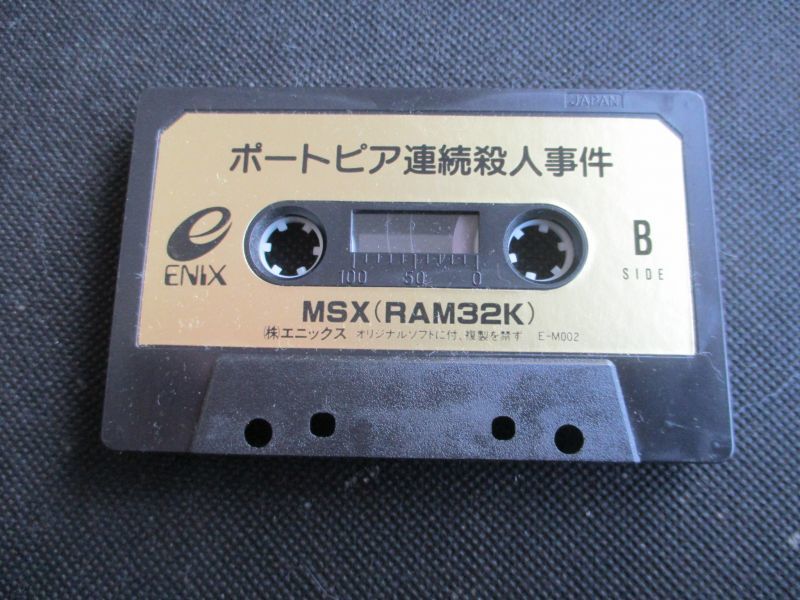 JAPAN
ポートピア連続殺人事件
ENIX
B
SIDE
100 50 0
MSX(RAM32K)
(株)エニックス オリジナルソフトに付、複製を禁ず E-M002